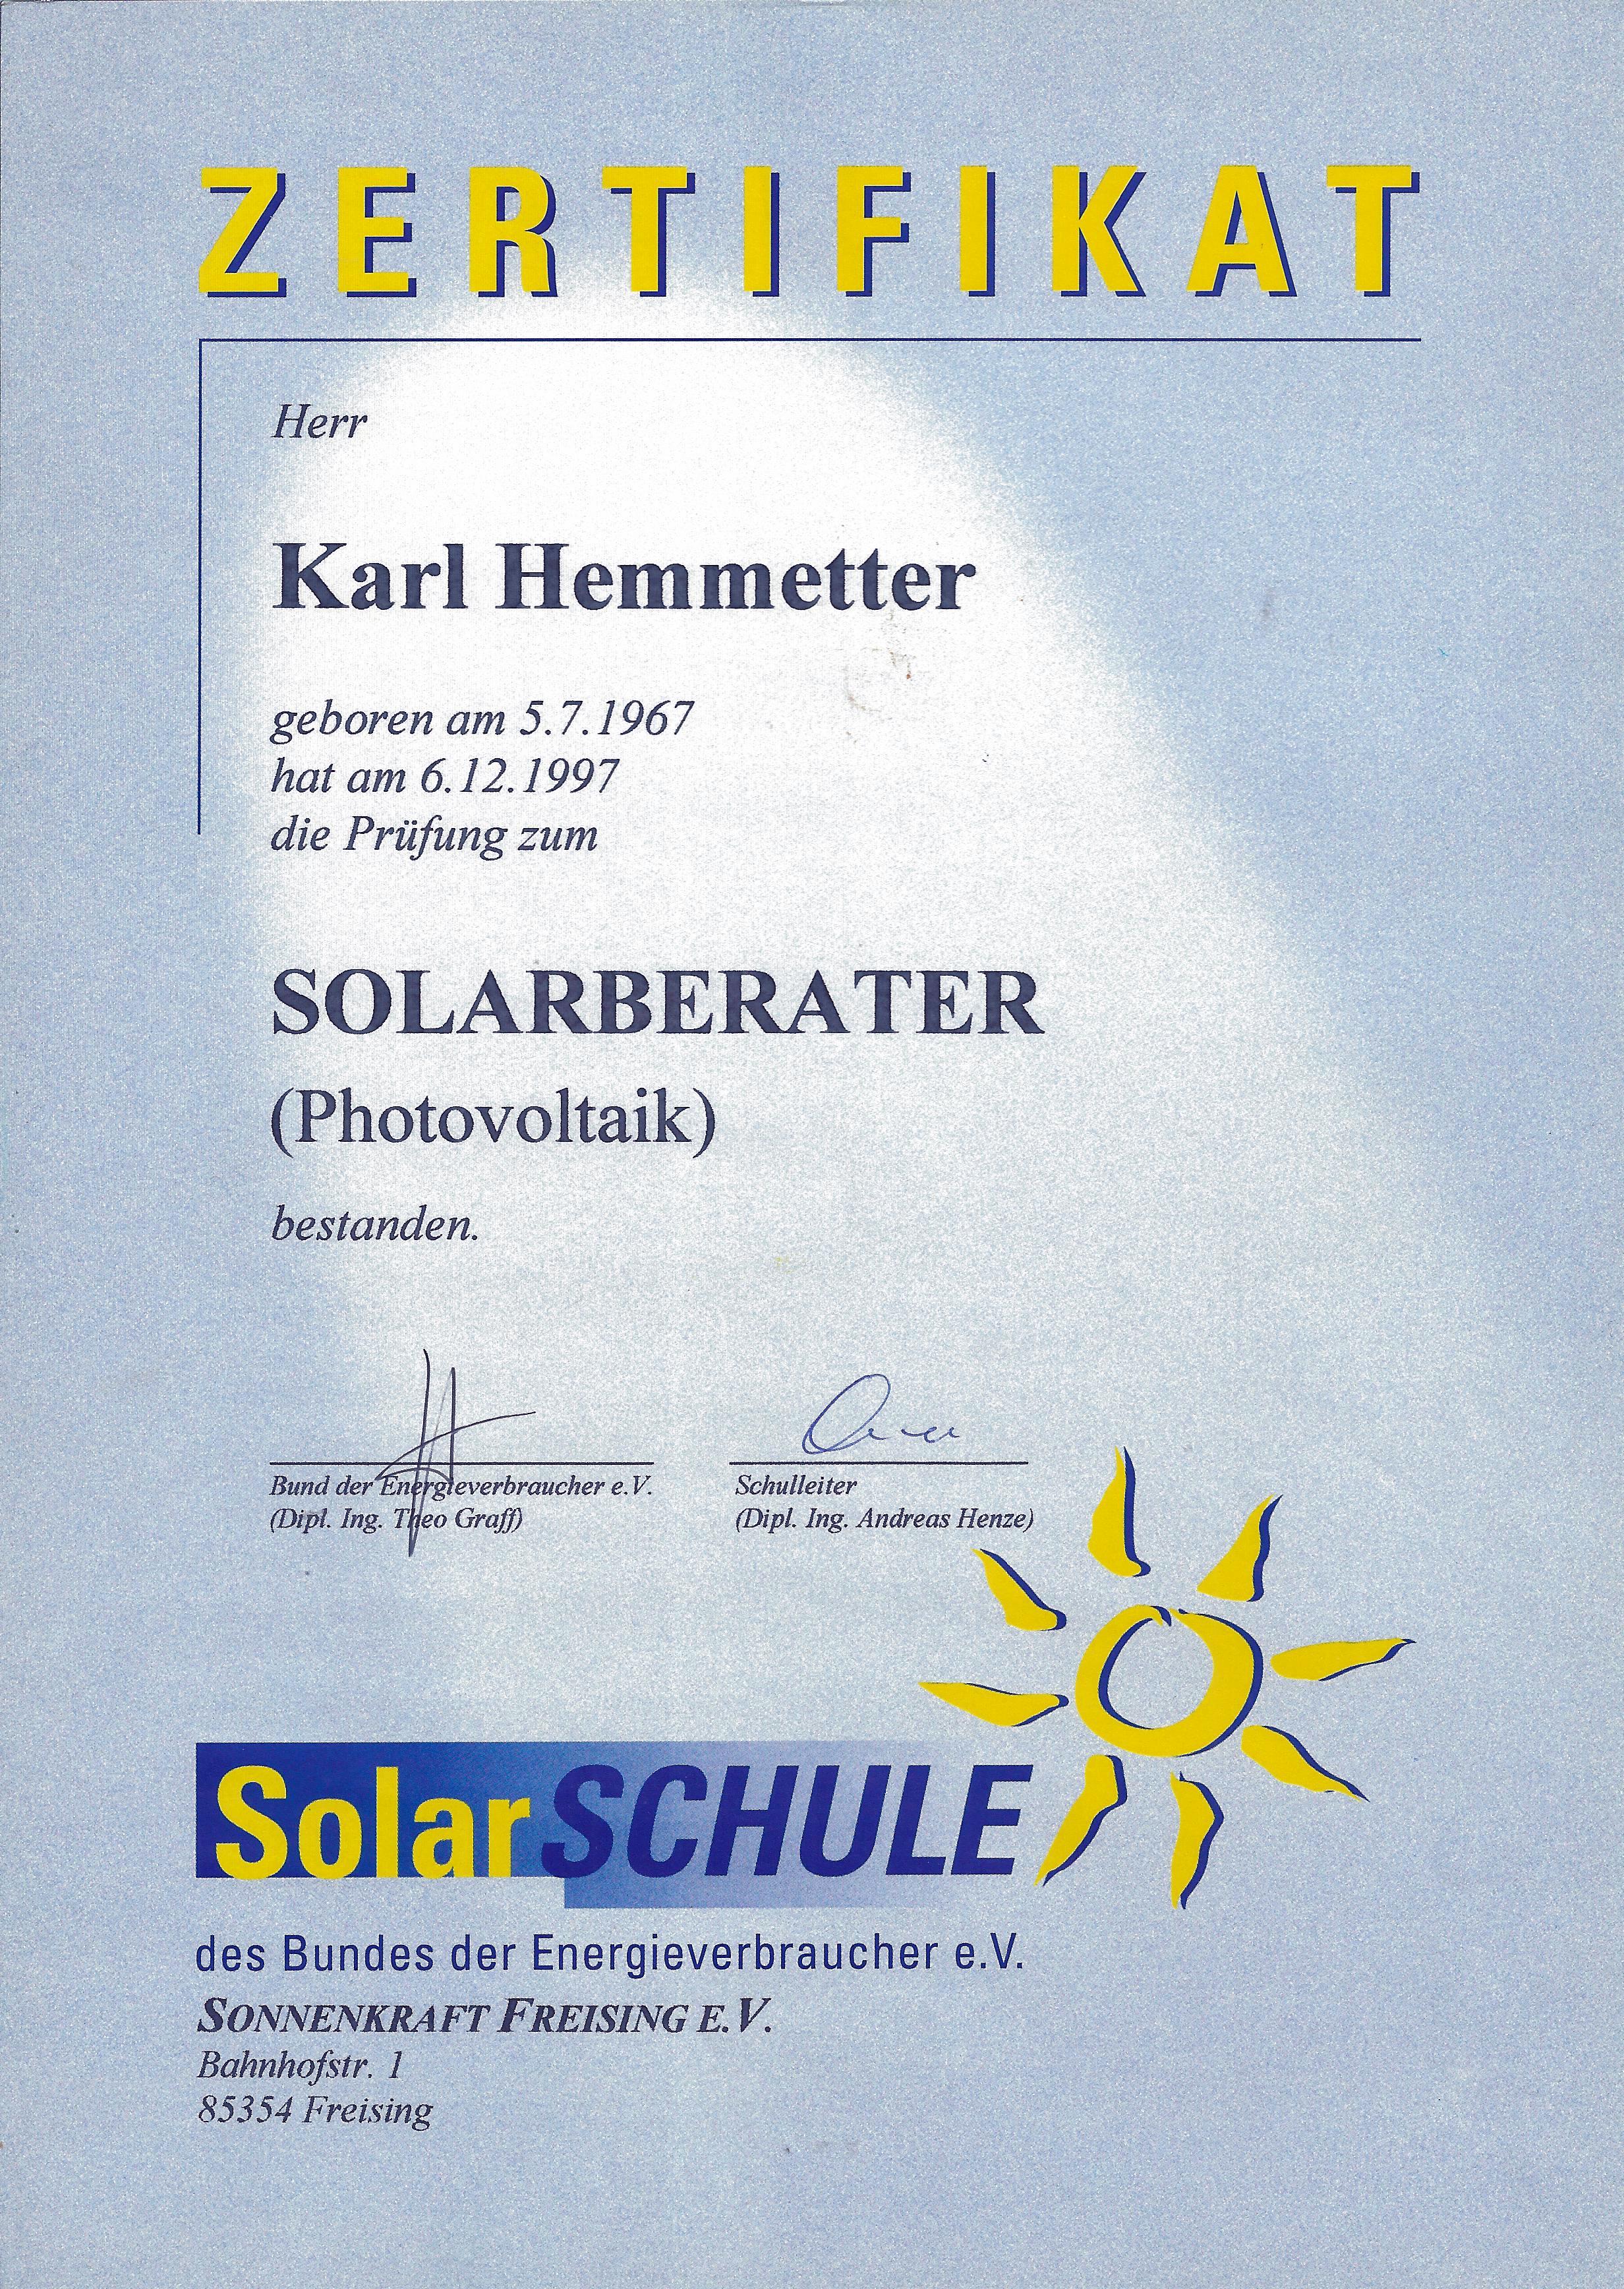 ZERTIFIKAT
Herr
Karl Hemmetter
geboren am 5.7.1967
hat am 6.12.1997
die Prüfung zum
SOLARBERATER
(Photovoltaik)
bestanden.
Bund der Energieverbraucher e.V.
(Dipl. Ing. Theo Graff)
Schulleiter
(Dipl. Ing. Andreas Henze)
SolarSCHULE
des Bundes der Energieverbraucher e.V.
SONNENKRAFT FREISING E.V.
Bahnhofstr. 1
85354 Freising